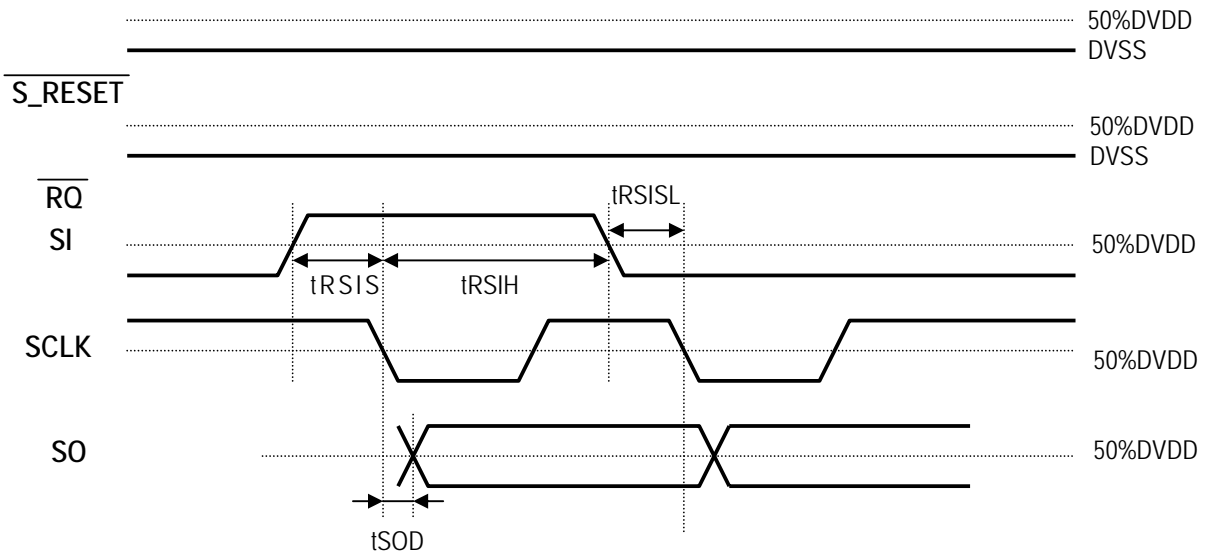 50%DVDD
DVSS
S_RESET
50%DVDD
DVSS
RQ
tRSISL
SI
50%DVDD
tRSIS
tRSIH
SCLK
50%DVDD
SO
50%DVDD
tSOD